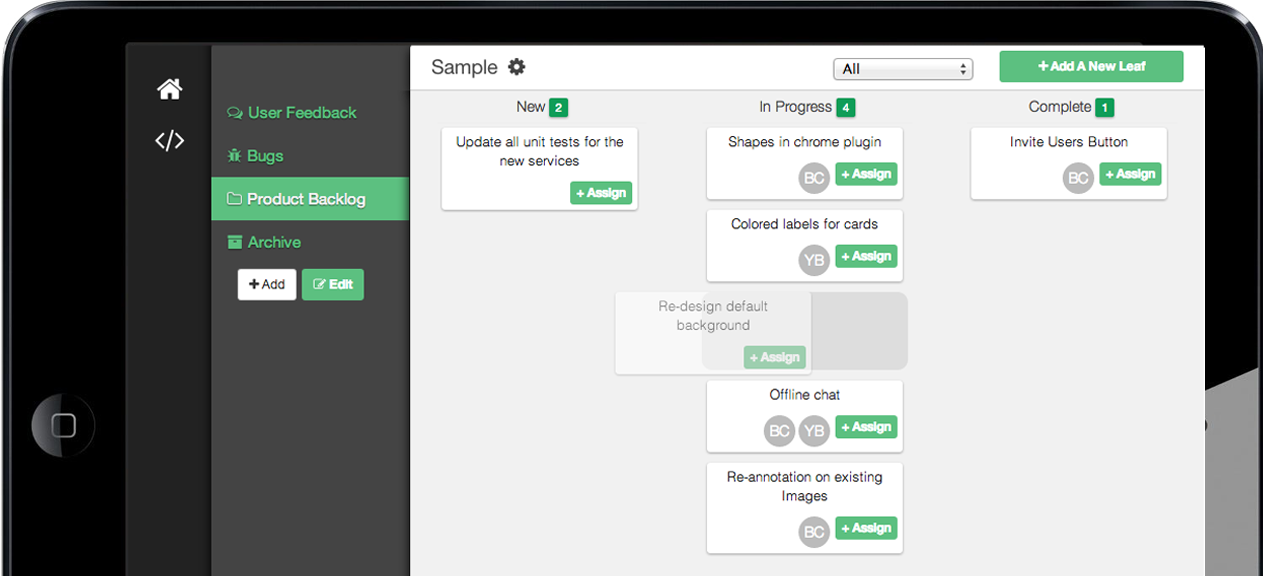 Sample
All
+ Add A New Leaf
User Feedback
Bugs
Product Backlog
Archive
+ Add
Edit
New 2
Update all unit tests for the
new services
+ Assign
In Progress 4
Shapes in chrome plugin
BC + Assign
Colored labels for cards
YB + Assign
Re-design default
background
+ Assign
Offline chat
BC YB + Assign
Re-annotation on existing
Images
BC + Assign
Complete 1
Invite Users Button
BC + Assign